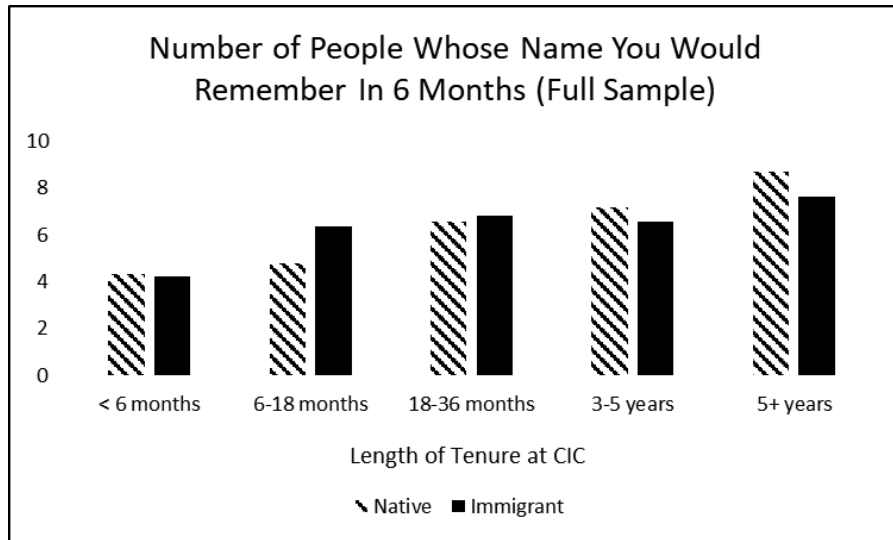 Number of People Whose Name You Would
Remember In 6 Months (Full Sample)
10
8
6
4
2
0
< 6 months 6-18 months 18-36 months 3-5 years 5+ years
Length of Tenure at CIC
Native Immigrant